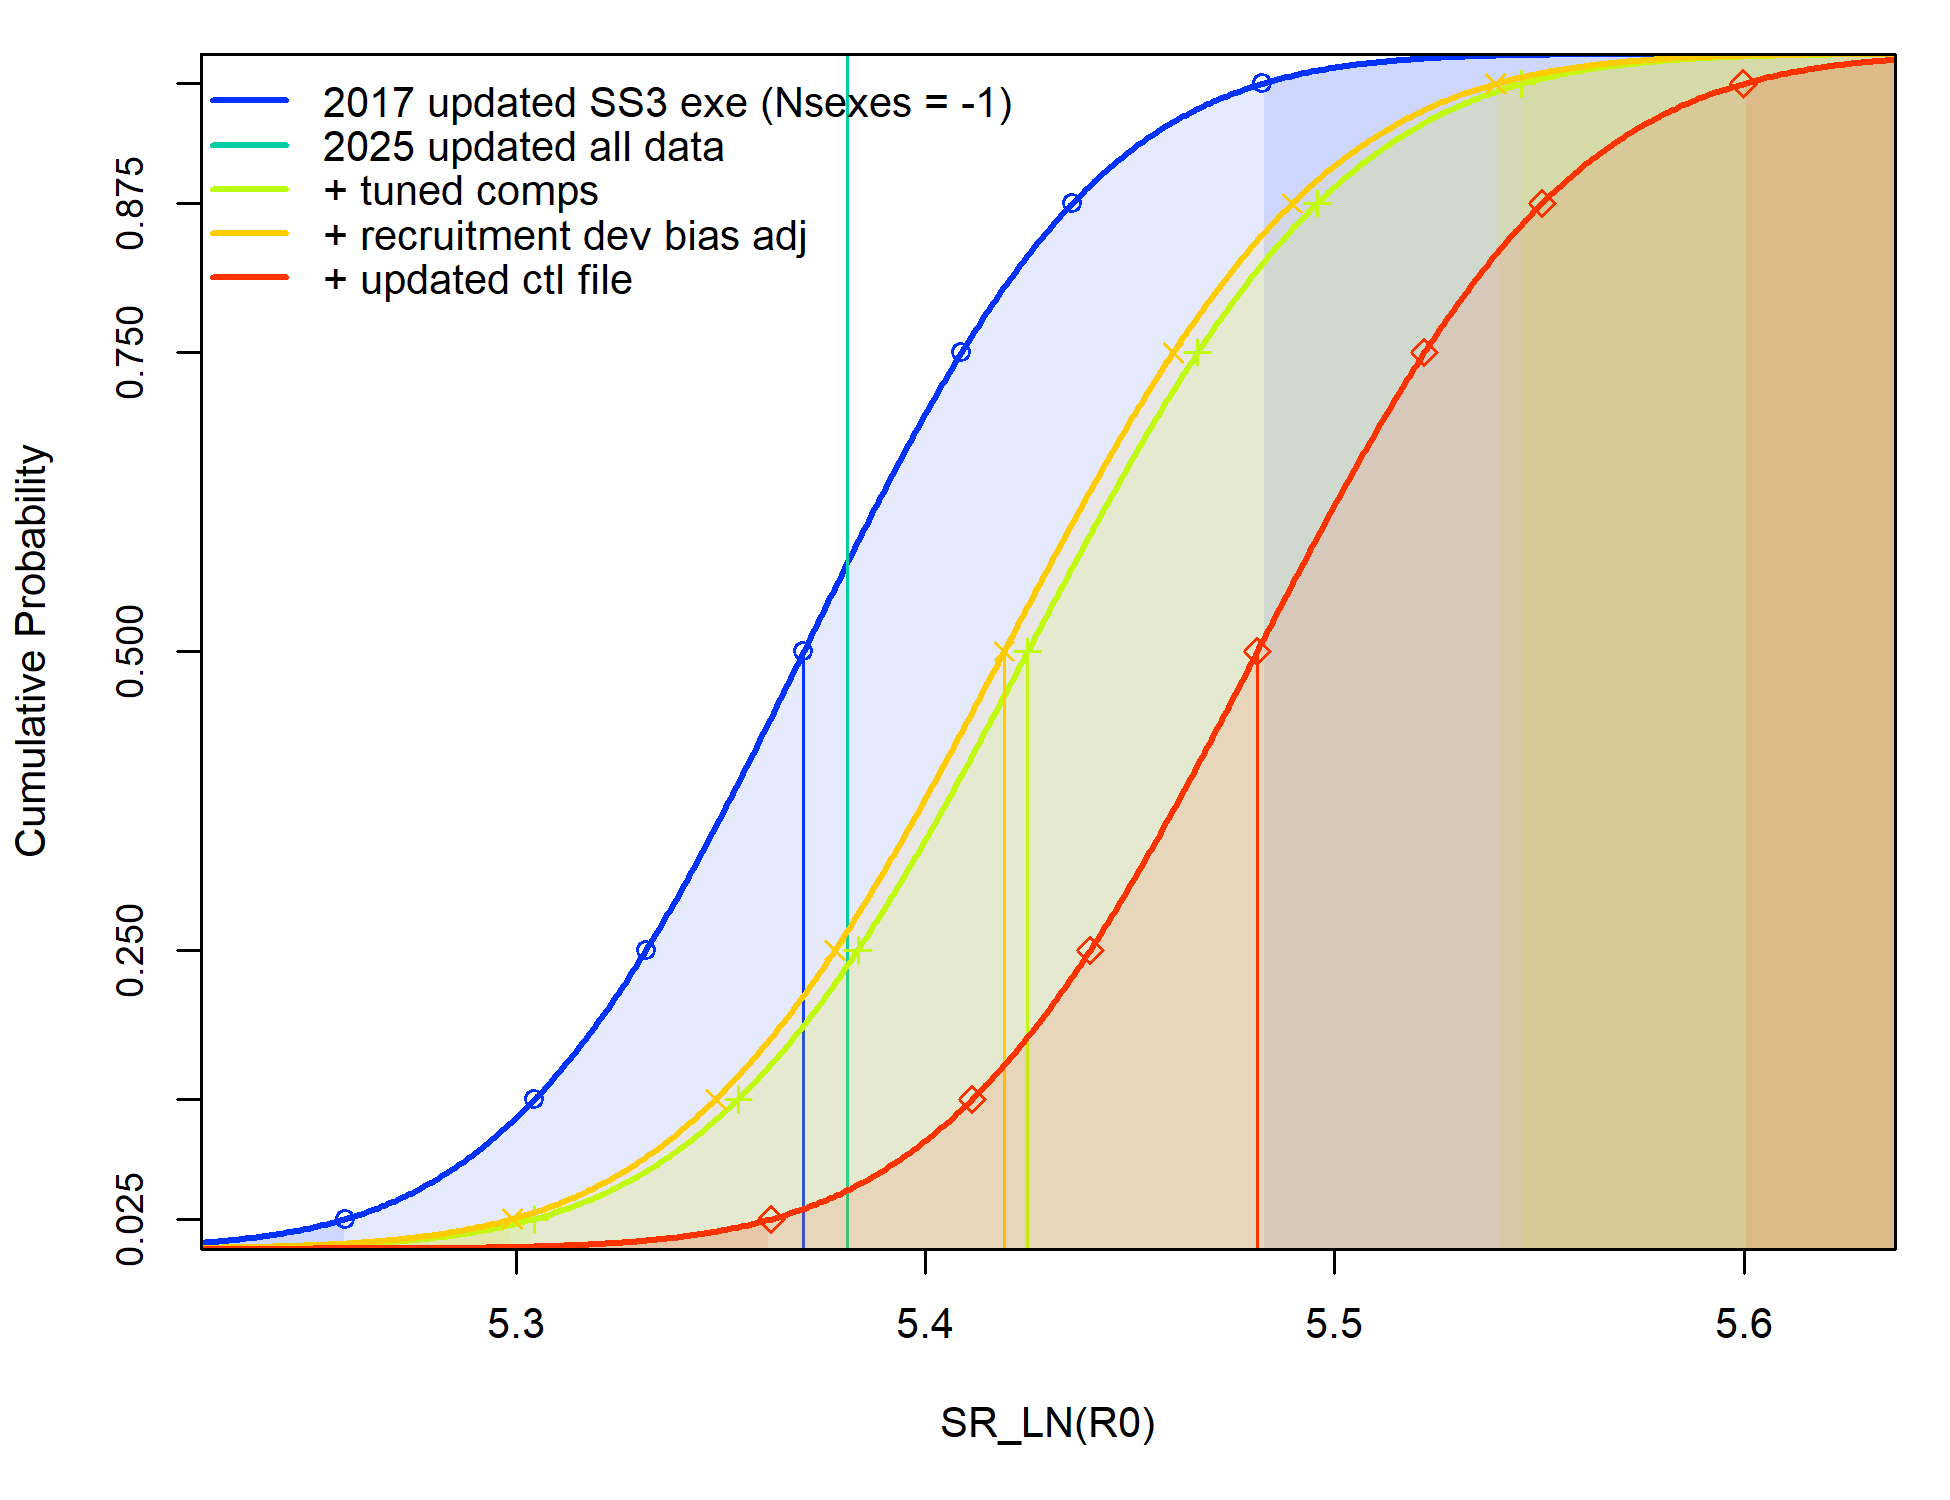 2017 updated SS3 exe (Nsexes = -1)
2025 updated all data
+ tuned comps
+ recruitment dev bias adj
+ updated ctl file
Cumulative Probability
0.875
0.750
0.500
0.250
0.025
5.3
5.4
5.5
5.6
SR_LN(R0)